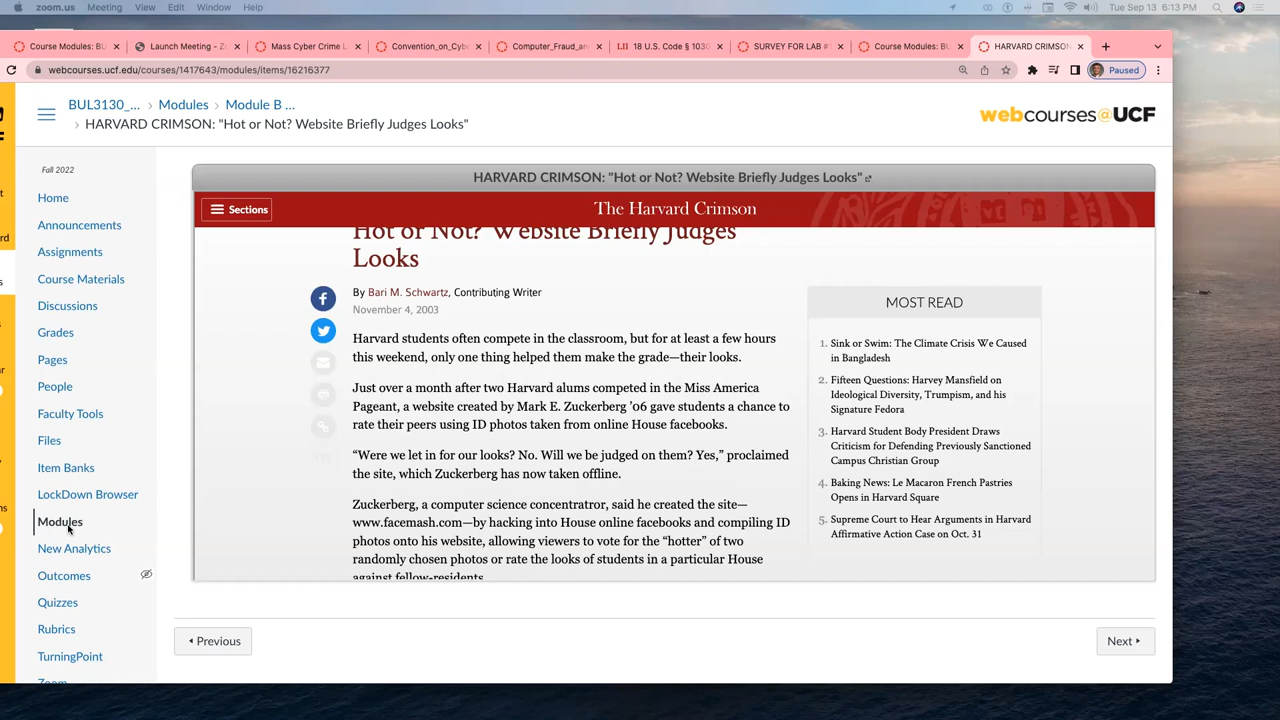 zoom.us Meeting View Edit Window Help Tue Sep 13 6:13 PM
Course Modules: BU Launch Meeting - Zo Mass Cyber Crime L Convention_on_Cyb Computer_Fraud_an 18 U.S. Code § 1030 SURVEY FOR LAB #1 Course Modules: BU HARVARD CRIMSON
webcourses.ucf.edu/courses/1417643/modules/items/16216377 Paused
BUL3130_... › Modules › Module B ...
› HARVARD CRIMSON: "Hot or Not? Website Briefly Judges Looks"
webcourses@UCF
Fall 2022
Home
Announcements
Assignments
Course Materials
Discussions
Grades
Pages
People
Faculty Tools
Files
Item Banks
LockDown Browser
Modules
New Analytics
Outcomes
Quizzes
Rubrics
TurningPoint
Zoom
HARVARD CRIMSON: "Hot or Not? Website Briefly Judges Looks"
Sections
The Harvard Crimson
Hot or Not? Website Briefly Judges
Looks
By Bari M. Schwartz, Contributing Writer
November 4, 2003
Harvard students often compete in the classroom, but for at least a few hours
this weekend, only one thing helped them make the grade—their looks.
Just over a month after two Harvard alums competed in the Miss America
Pageant, a website created by Mark E. Zuckerberg ’06 gave students a chance to
rate their peers using ID photos taken from online House facebooks.
“Were we let in for our looks? No. Will we be judged on them? Yes,” proclaimed
the site, which Zuckerberg has now taken offline.
Zuckerberg, a computer science concentratror, said he created the site—
www.facemash.com—by hacking into House online facebooks and compiling ID
photos onto his website, allowing viewers to vote for the “hotter” of two
randomly chosen photos or rate the looks of students in a particular House
against fellow-residents.
MOST READ
1. Sink or Swim: The Climate Crisis We Caused
in Bangladesh
2. Fifteen Questions: Harvey Mansfield on
Ideological Diversity, Trumpism, and his
Signature Fedora
3. Harvard Student Body President Draws
Criticism for Defending Previously Sanctioned
Campus Christian Group
4. Baking News: Le Macaron French Pastries
Opens in Harvard Square
5. Supreme Court to Hear Arguments in Harvard
Affirmative Action Case on Oct. 31
Previous
Next